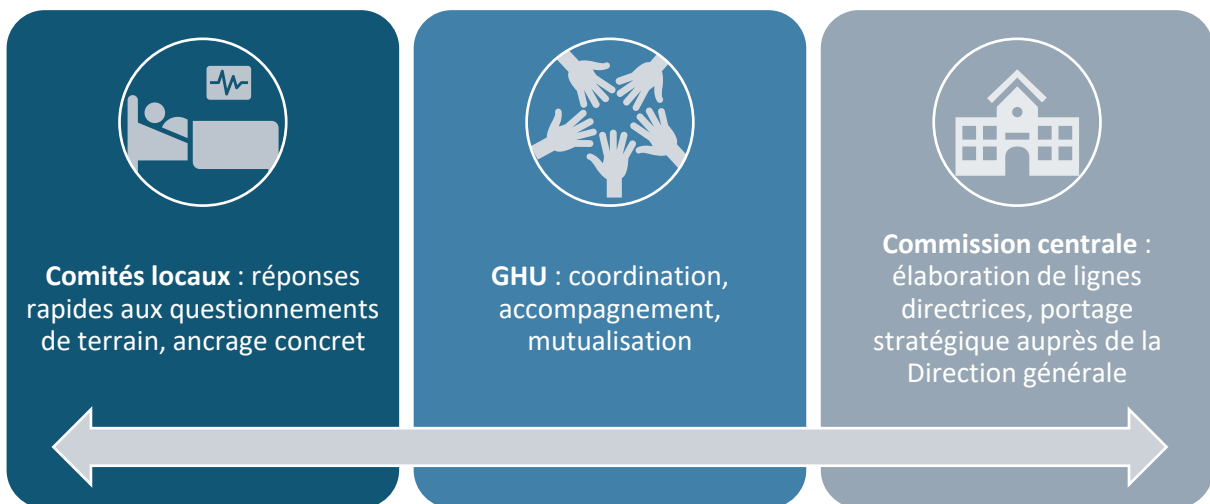 Comités locaux : réponses
rapides aux questionnements
de terrain, ancrage concret
GHU : coordination,
accompagnement,
mutualisation
Commission centrale :
élaboration de lignes
directrices, portage
stratégique auprès de la
Direction générale